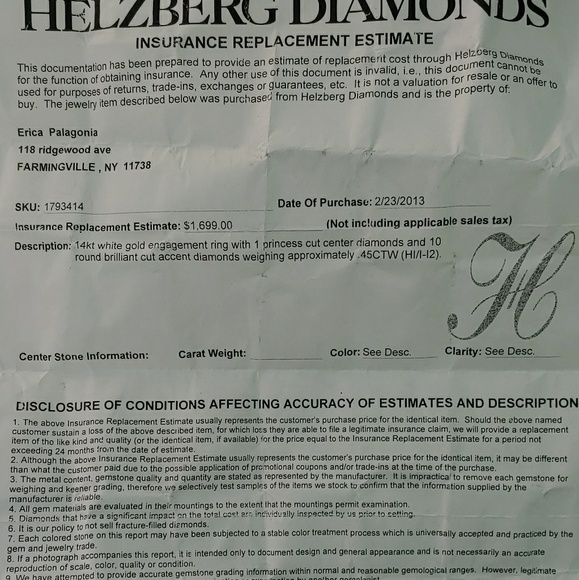 HELZBERG DIAMONDS
INSURANCE REPLACEMENT ESTIMATE
This documentation has been prepared to provide an estimate of replacement cost through Helzberg Diamonds
for the function of obtaining insurance. Any other use of this document is invalid, i.e., this document cannot be
used for purposes of returns, trade-ins, exchanges or guarantees, etc. It is not a valuation for resale or an offer to
buy. The jewelry item described below was purchased from Helzberg Diamonds and is the property of:
Erica Palagonia
118 ridgewood ave
FARMINGVILLE , NY 11738
SKU: 1793414 Date Of Purchase: 2/23/2013
Insurance Replacement Estimate: $1,699.00 (Not including applicable sales tax)
Description: 14kt white gold engagement ring with 1 princess cut center diamonds and 10
round brilliant cut accent diamonds weighing approximately .45CTW (HI/I-I2).
H
Center Stone Information: Carat Weight: Color: See Desc. Clarity: See Desc.
DISCLOSURE OF CONDITIONS AFFECTING ACCURACY OF ESTIMATES AND DESCRIPTION
1. The above Insurance Replacement Estimate usually represents the customer's purchase price for the identical item. Should the above named
customer sustain a loss of the above described item, for which loss they are able to file a legitimate insurance claim, we will provide a replacement
item of the like kind and quality (or the identical item, if available) for the price equal to the Insurance Replacement Estimate for a period not
exceeding 24 months from the date of estimate.
2. Although the above Insurance Replacement Estimate usually represents the customer's purchase price for the identical item, it may be different
than what the customer paid due to the possible application of promotional coupons and/or trade-ins at the time of the purchase.
3. The metal content, gemstone quality and quantity are stated as represented by the manufacturer. It is impractical to remove each gemstone for
weighing and keener grading, therefore we selectively test samples of the items we stock to confirm that the information supplied by the
manufacturer is reliable.
4. All gem materials are evaluated in their mountings to the extent that the mountings permit examination.
5. Diamonds that have a significant impact on the total cost are individually inspected by us prior to setting.
6. It is our policy to not sell fracture-filled diamonds.
7. Each colored stone on this report may have been subjected to a stable color treatment process which is universally accepted and practiced by the
gem and jewelry trade.
8. If a photograph accompanies this report, it is intended only to document design and general appearance and is not necessarily an accurate
reproduction of scale, color, quality or condition.
9. We have attempted to provide accurate gemstone grading information within normal and reasonable gemological ranges. However, legitimate